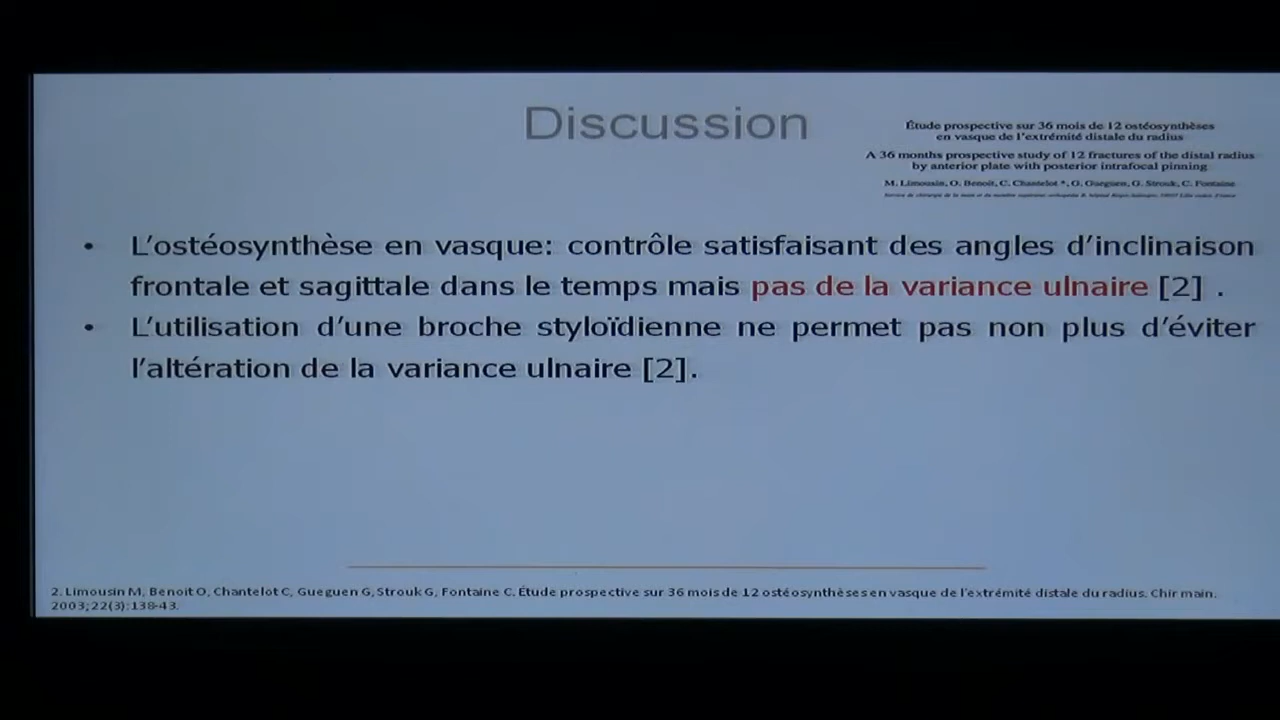 Discussion
Étude prospective sur 36 mois de 12 ostéosynthèses
en vasque de l'extrémité distale du radius
A 36 months prospective study of 12 fractures of the distal radius
by anterior plate with posterior intrafocal pinning
M. Limousin, O. Benoit, C. Chantelot *, G. Gueguen, G. Strouk, C. Fontaine
• L'ostéosynthèse en vasque: contrôle satisfaisant des angles d'inclinaison
frontale et sagittale dans le temps mais pas de la variance ulnaire [2] .
• L'utilisation d'une broche styloïdienne ne permet pas non plus d'éviter
l'altération de la variance ulnaire [2].
2. Limousin M, Benoit O, Chantelot C, Gueguen G, Strouk G, Fontaine C. Étude prospective sur 36 mois de 12 ostéosynthèses en vasque de l'extrémité distale du radius. Chir main.
2003;22(3):138-43.